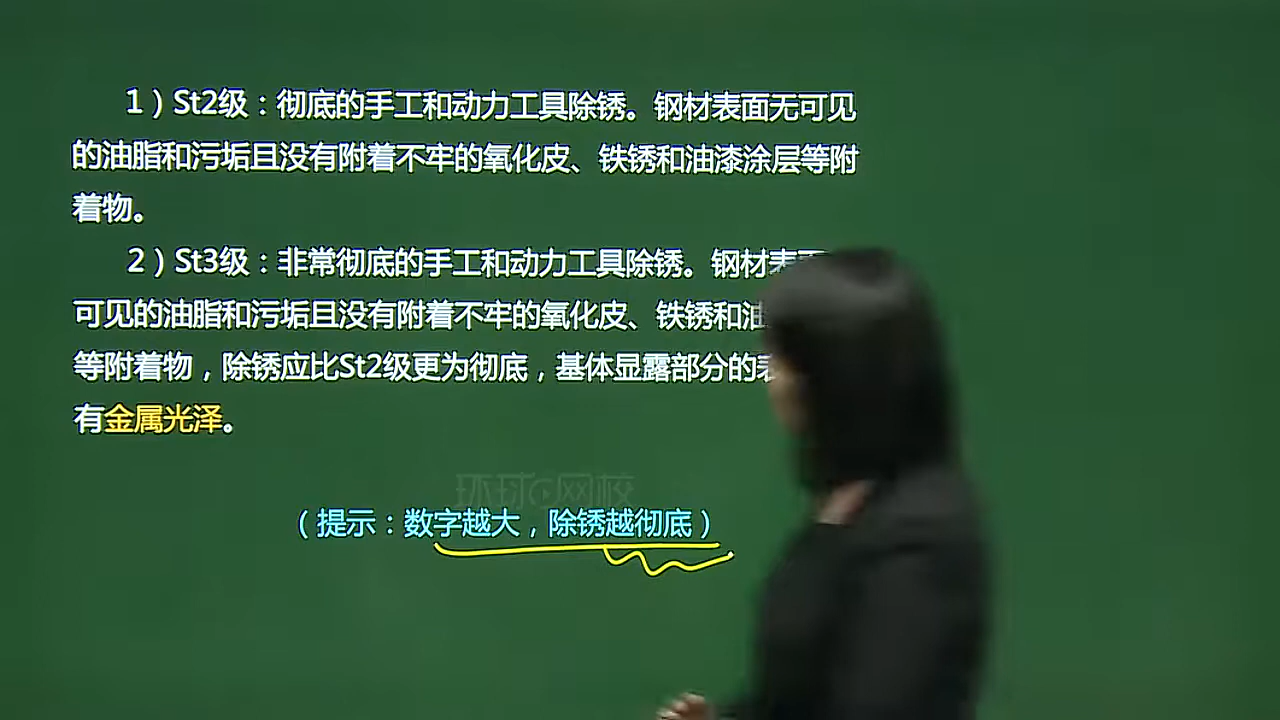 1）St2级：彻底的手工和动力工具除锈。钢材表面无可见
的油脂和污垢且没有附着不牢的氧化皮、铁锈和油漆涂层等附
着物。
2）St3级：非常彻底的手工和动力工具除锈。钢材表
可见的油脂和污垢且没有附着不牢的氧化皮、铁锈和油
等附着物，除锈应比St2级更为彻底，基体显露部分的
有金属光泽。
环球网校
（提示：数字越大，除锈越彻底）